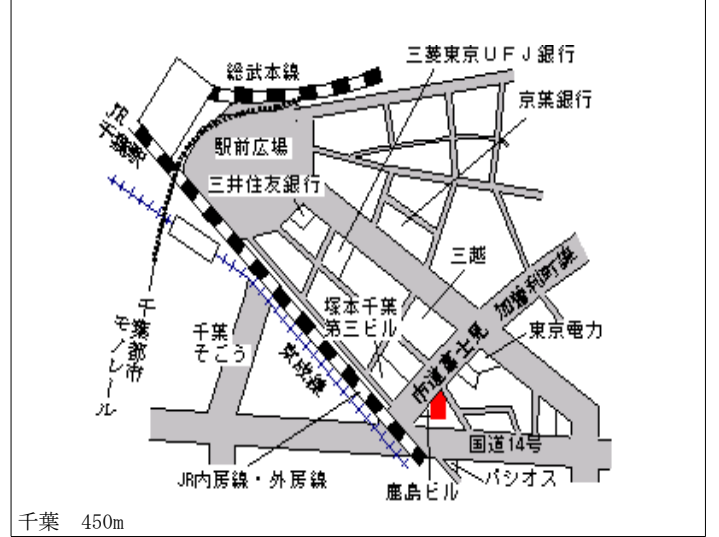 総武本線
三菱東京ＵＦＪ銀行
京葉銀行
JR
千葉駅
駅前広場
三井住友銀行
三越
加曽利町線
市道富士見
東京電力
塚本千葉
第三ビル
千葉
そごう
京成線
千葉都市
モノレール
国道14号
JR内房線・外房線
パシオス
鹿島ビル
千葉　450m